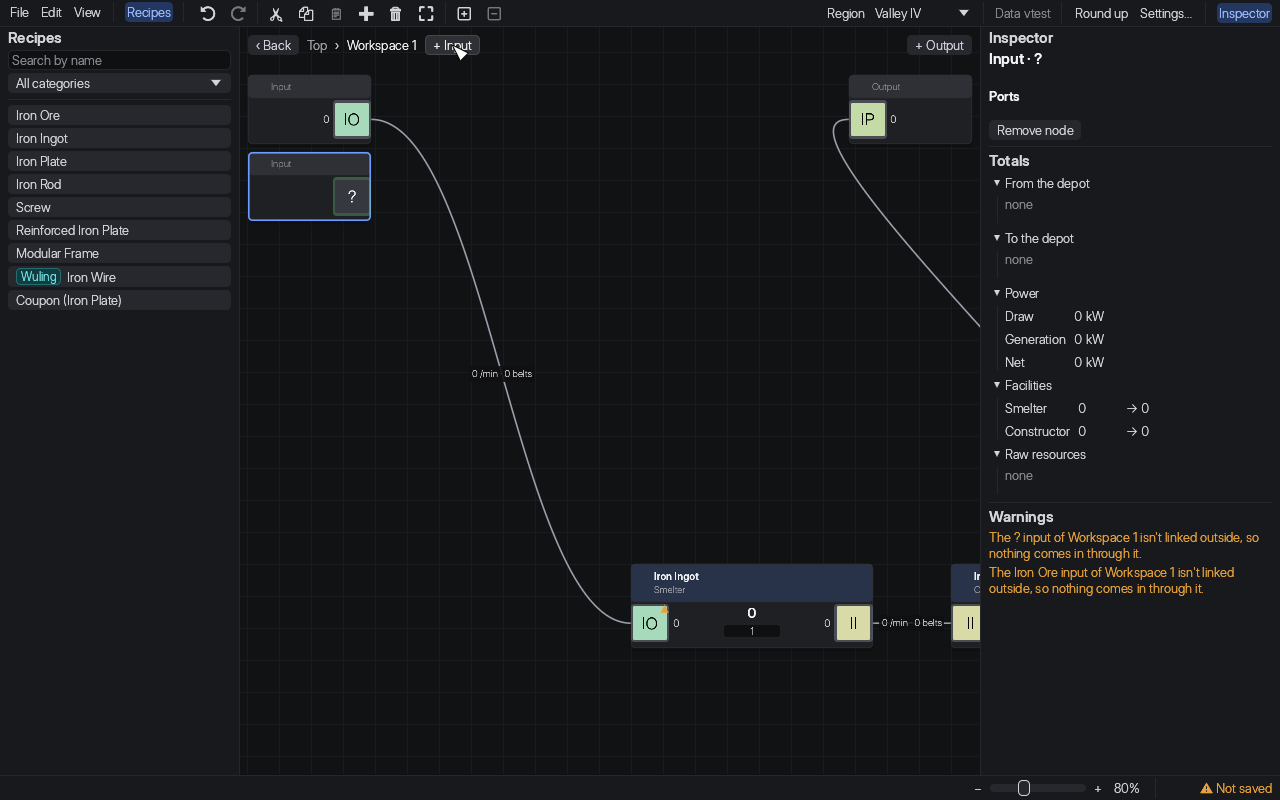 File Edit View Recipes Region Valley IV Data vtest Round up Settings... Inspector
Recipes
Search by name
All categories
Iron Ore
Iron Ingot
Iron Plate
Iron Rod
Screw
Reinforced Iron Plate
Modular Frame
Wuling Iron Wire
Coupon (Iron Plate)
‹ Back Top › Workspace 1 + Input + Output
Input
0 IO
Input
?
Output
IP 0
0 /min · 0 belts
Iron Ingot
Smelter
IO 0 0 1 0 II
0 /min · 0 belts
II
Inspector
Input · ?
Ports
Remove node
Totals
From the depot
none
To the depot
none
Power
Draw 0 kW
Generation 0 kW
Net 0 kW
Facilities
Smelter 0 → 0
Constructor 0 → 0
Raw resources
none
Warnings
The ? input of Workspace 1 isn't linked outside, so
nothing comes in through it.
The Iron Ore input of Workspace 1 isn't linked
outside, so nothing comes in through it.
− + 80% Not saved